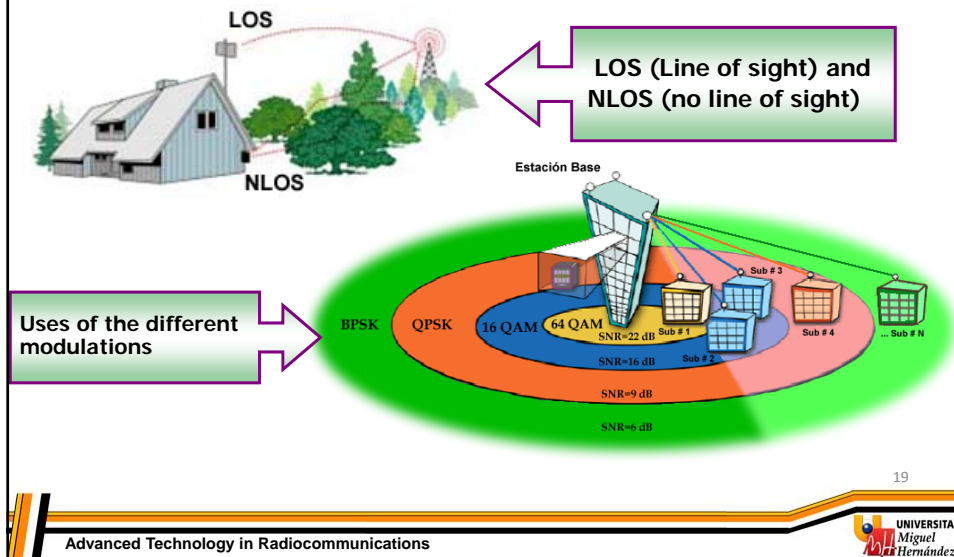 LOS
NLOS
LOS (Line of sight) and
NLOS (no line of sight)
Estación Base
Uses of the different
modulations
BPSK
QPSK
16 QAM
64 QAM
Sub # 1
Sub # 2
Sub # 3
Sub # 4
... Sub # N
SNR=22 dB
SNR=16 dB
SNR=9 dB
SNR=6 dB
19
Advanced Technology in Radiocommunications
UNIVERSITA
Miguel
Hernández